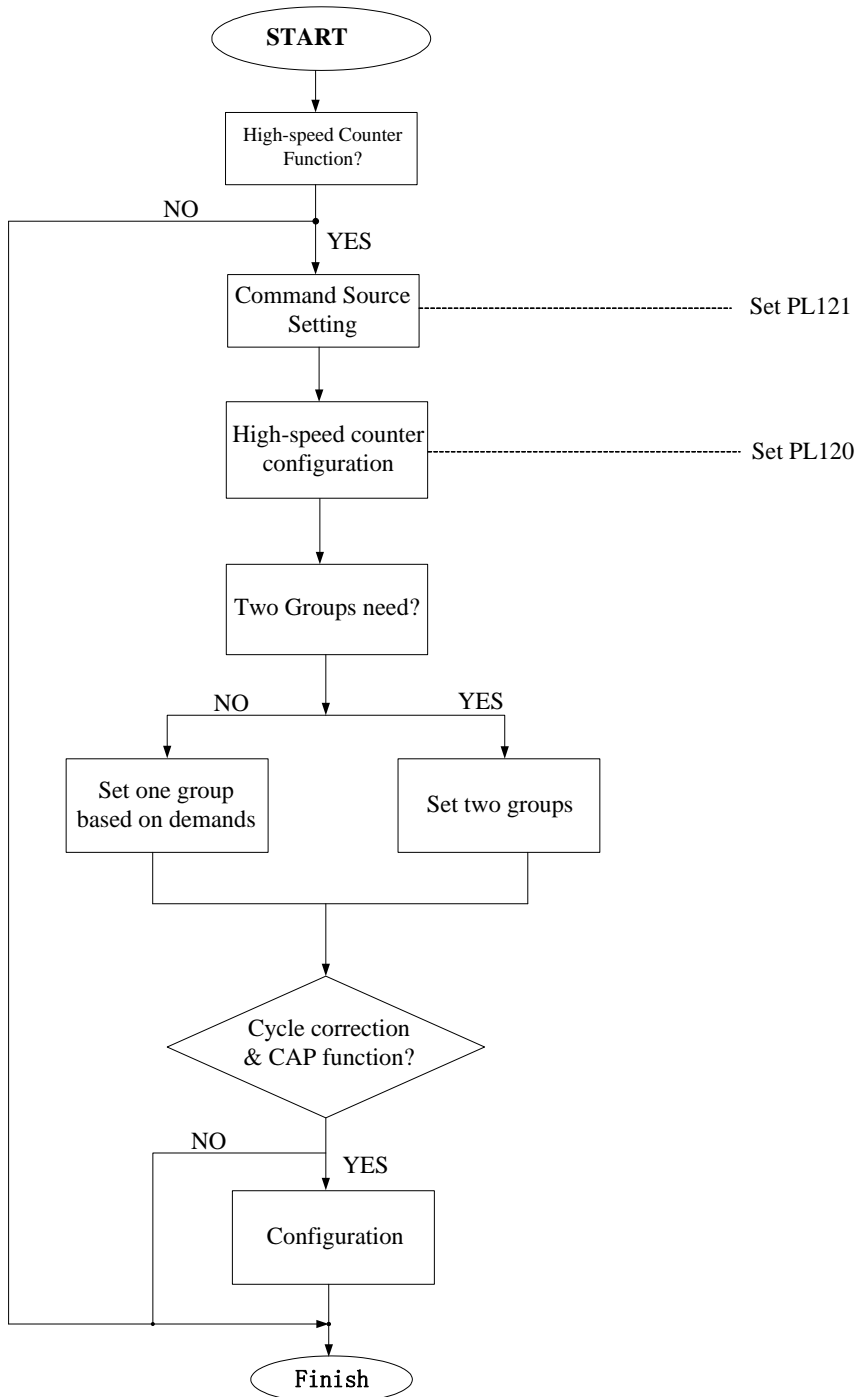 START
High-speed Counter
Function?
NO
YES
Command Source
Setting
Set PL121
High-speed counter
configuration
Set PL120
Two Groups need?
NO
YES
Set one group
based on demands
Set two groups
Cycle correction
& CAP function?
NO
YES
Configuration
Finish